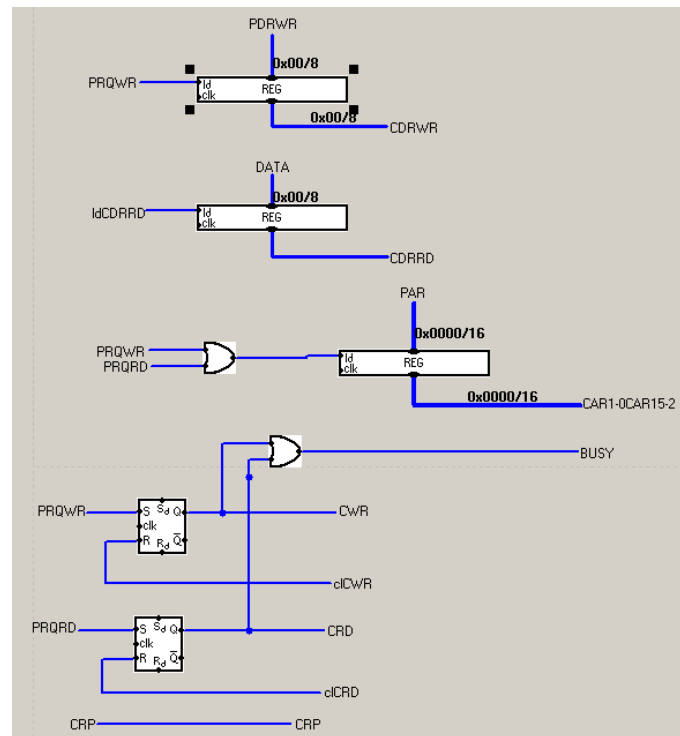 PDRWR
0x00/8
PRQWR
ld
clk
REG
0x00/8
CDRWR
DATA
0x00/8
ldCDRRD
ld
clk
REG
CDRRD
PAR
0x0000/16
PRQWR
PRQRD
ld
clk
REG
0x0000/16
CAR1-0CAR15-2
BUSY
PRQWR
S Sd Q
clk
R Rd Q̅
CWR
clCWR
PRQRD
S Sd Q
clk
R Rd Q̅
CRD
clCRD
CRP CRP